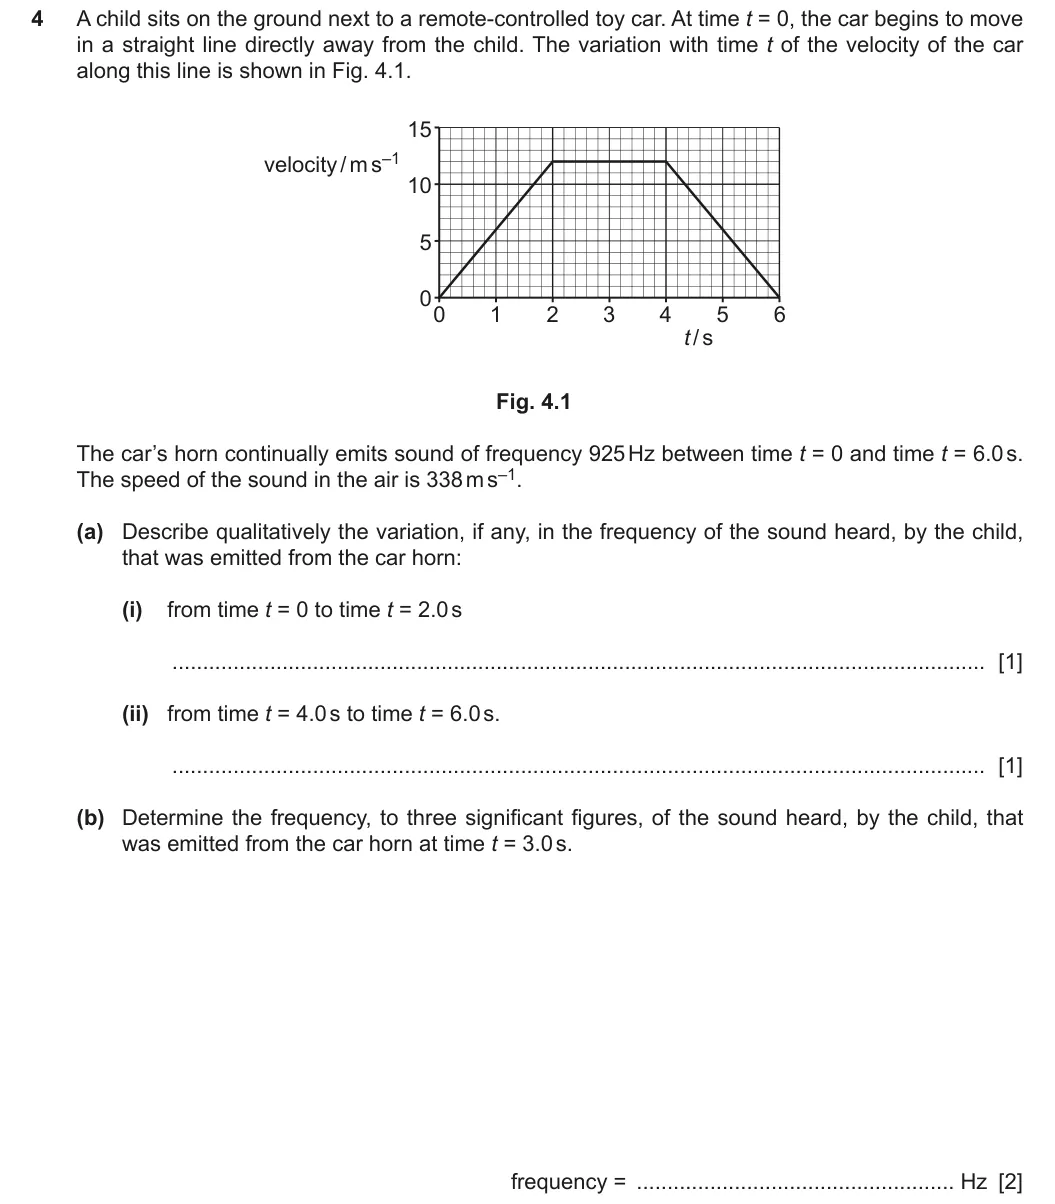 4 A child sits on the ground next to a remote-controlled toy car. At time t = 0, the car begins to move
in a straight line directly away from the child. The variation with time t of the velocity of the car
along this line is shown in Fig. 4.1.
15
velocity / m s–1
10
5
0
0 1 2 3 4 5 6
t / s
Fig. 4.1
The car’s horn continually emits sound of frequency 925 Hz between time t = 0 and time t = 6.0 s.
The speed of the sound in the air is 338 m s–1.
(a) Describe qualitatively the variation, if any, in the frequency of the sound heard, by the child,
that was emitted from the car horn:
(i) from time t = 0 to time t = 2.0 s
...................................................................................................................................... [1]
(ii) from time t = 4.0 s to time t = 6.0 s.
...................................................................................................................................... [1]
(b) Determine the frequency, to three significant figures, of the sound heard, by the child, that
was emitted from the car horn at time t = 3.0 s.
frequency = .................................................... Hz [2]